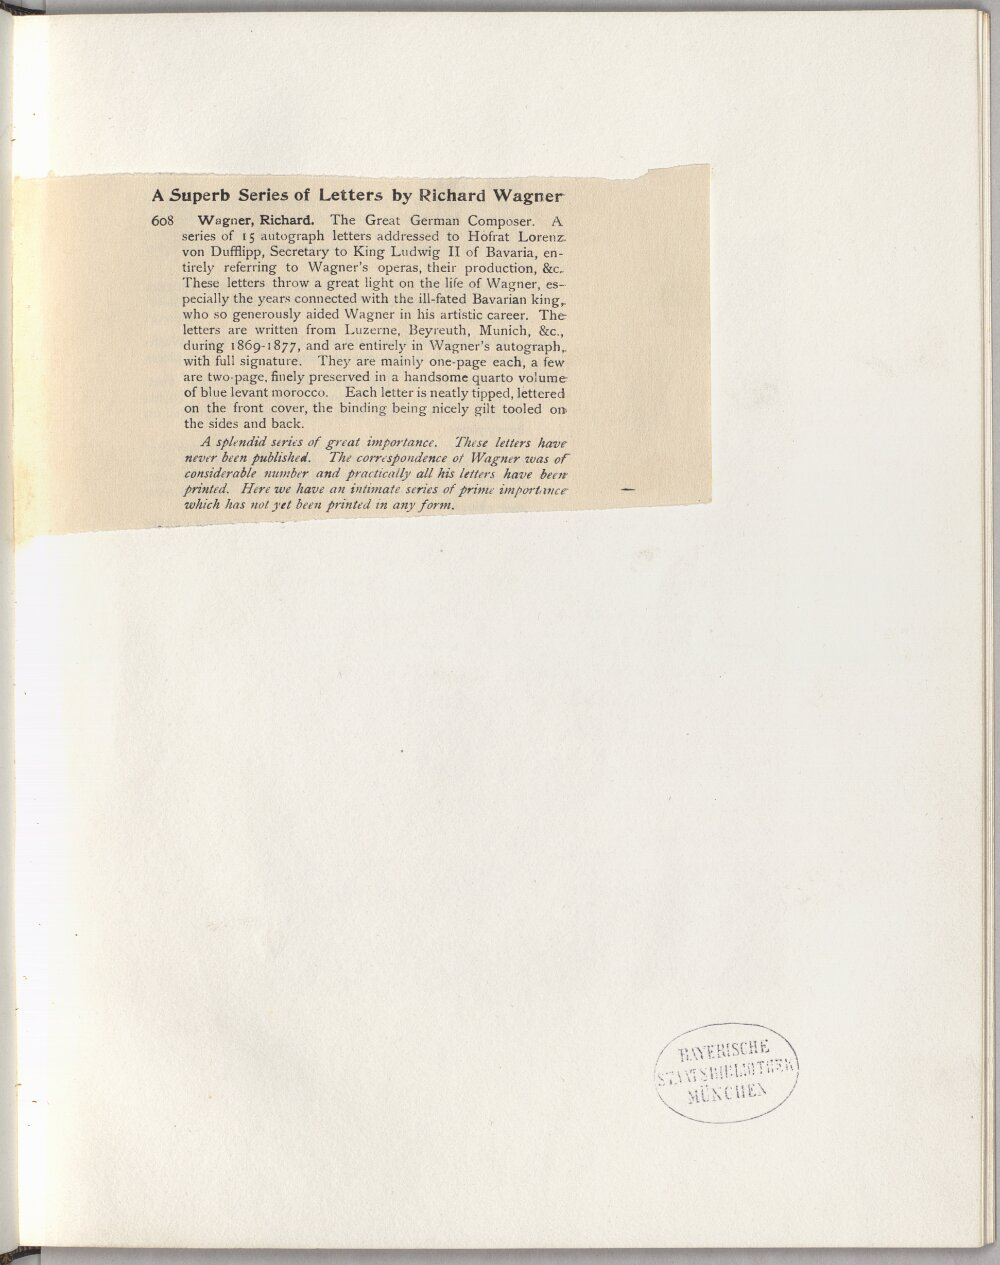 A Superb Series of Letters by Richard Wagner
608 Wagner, Richard. The Great German Composer. A
series of 15 autograph letters addressed to Hofrat Lorenz
von Dufflipp, Secretary to King Ludwig II of Bavaria, en-
tirely referring to Wagner's operas, their production, &c.
These letters throw a great light on the life of Wagner, es-
pecially the years connected with the ill-fated Bavarian king,
who so generously aided Wagner in his artistic career. The
letters are written from Luzerne, Beyreuth, Munich, &c.,
during 1869-1877, and are entirely in Wagner's autograph,
with full signature. They are mainly one-page each, a few
are two-page, finely preserved in a handsome quarto volume
of blue levant morocco. Each letter is neatly tipped, lettered
on the front cover, the binding being nicely gilt tooled on
the sides and back.
A splendid series of great importance. These letters have
never been published. The correspondence of Wagner was of
considerable number and practically all his letters have been
printed. Here we have an intimate series of prime importance
which has not yet been printed in any form.
BAYERISCHE
STAATSBIBLIOTHEK
MÜNCHEN